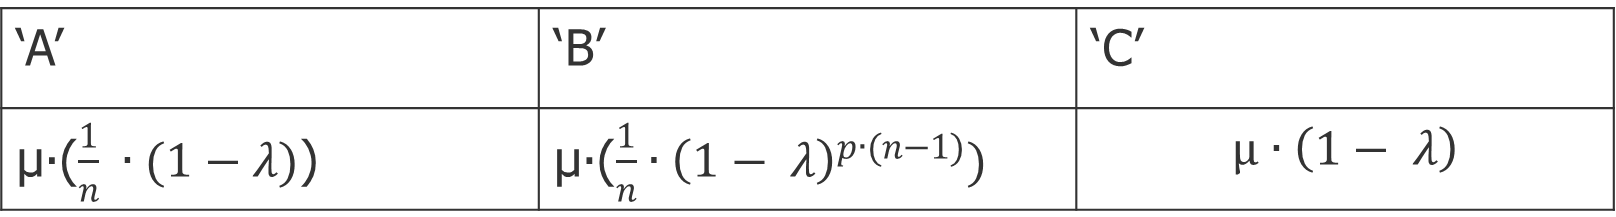 ‘A’ ‘B’ ‘C’
μ·(1/n · (1 − λ)) μ·(1/n · (1 − λ)^{p·(n−1)}) μ · (1 − λ)